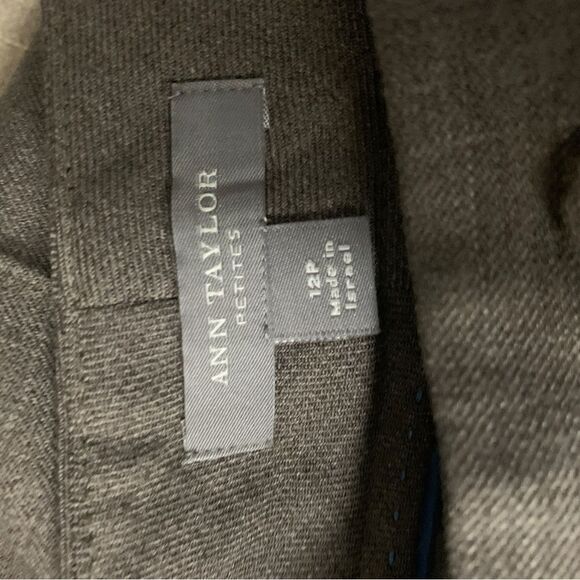 ANN TAYLOR
PETITES
12P
Made in
Israel